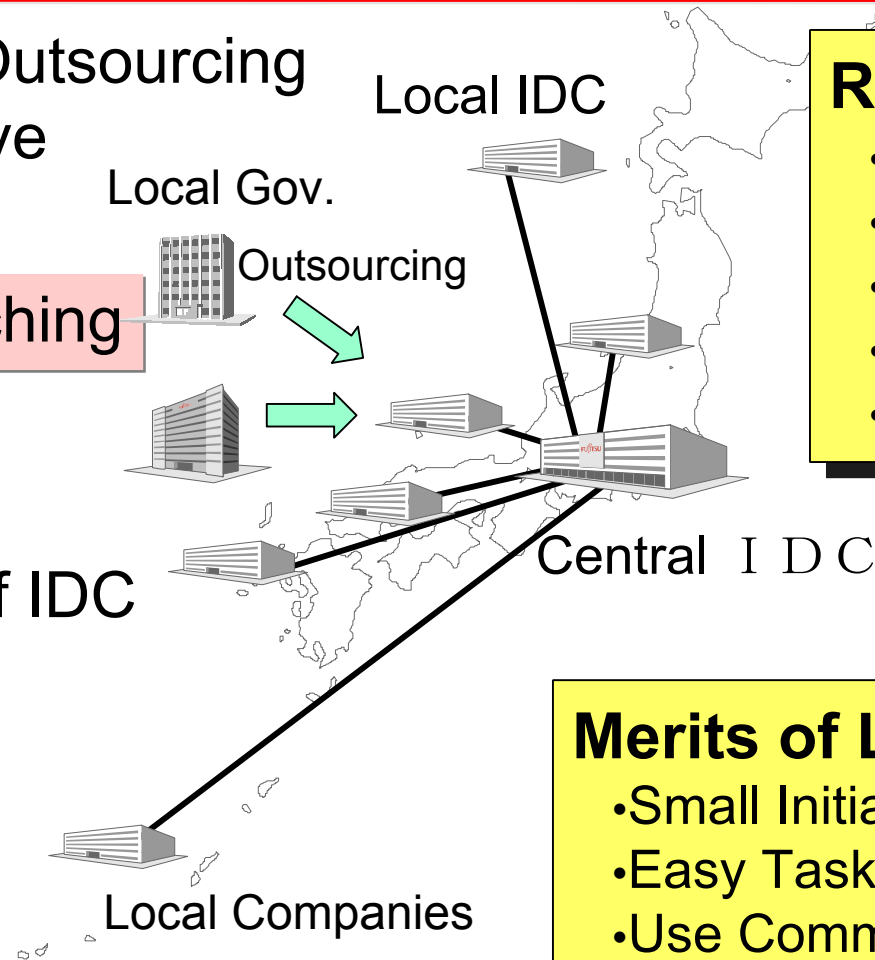 Outsourcing
ve
Local IDC
R
Local Gov.
Outsourcing
ching
FUJITSU
Central ＩＤＣ
f IDC
Merits of L
•Small Initia
•Easy Task
•Use Comm
Local Companies